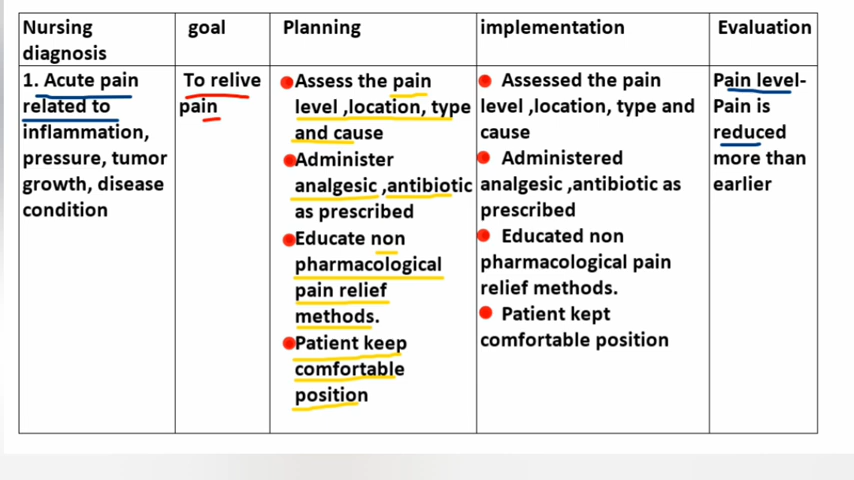 Nursing
diagnosis
goal
Planning
implementation
Evaluation
1. Acute pain
related to
inflammation,
pressure, tumor
growth, disease
condition
To relive
pain
Assess the pain
level ,location, type
and cause
Administer
analgesic ,antibiotic
as prescribed
Educate non
pharmacological
pain relief
methods.
Patient keep
comfortable
position
Assessed the pain
level ,location, type and
cause
Administered
analgesic ,antibiotic as
prescribed
Educated non
pharmacological pain
relief methods.
Patient kept
comfortable position
Pain level-
Pain is
reduced
more than
earlier